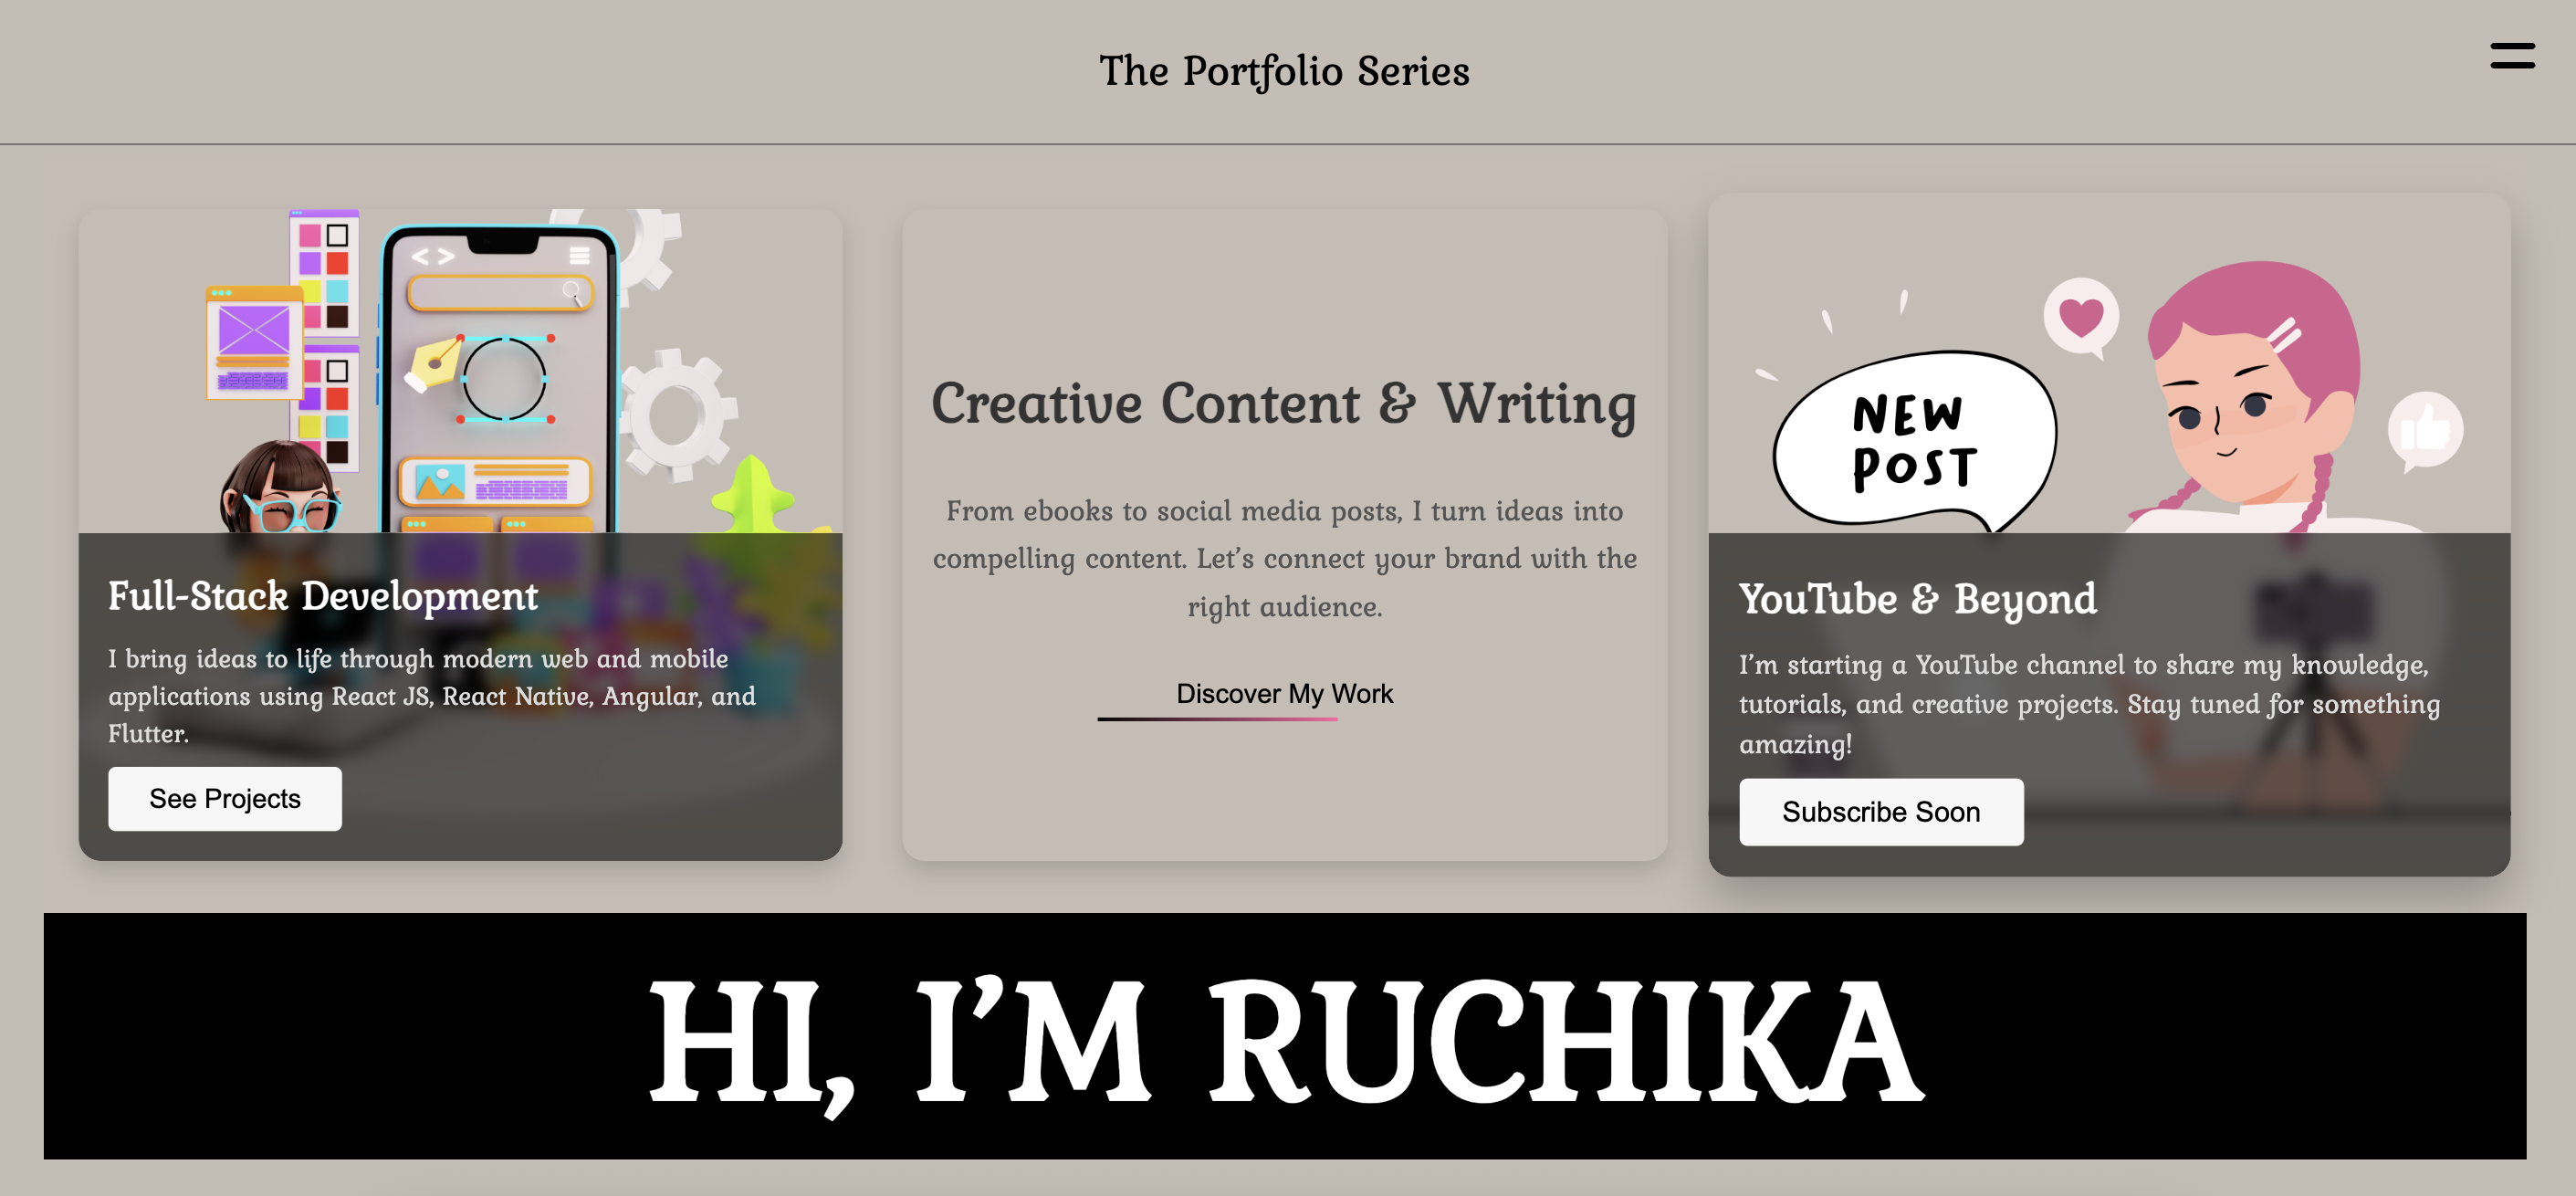 The Portfolio Series
< >
Full-Stack Development
I bring ideas to life through modern web and mobile
applications using React JS, React Native, Angular, and
Flutter.
See Projects
Creative Content & Writing
From ebooks to social media posts, I turn ideas into
compelling content. Let’s connect your brand with the
right audience.
Discover My Work
NEW
POST
YouTube & Beyond
I’m starting a YouTube channel to share my knowledge,
tutorials, and creative projects. Stay tuned for something
amazing!
Subscribe Soon
HI, I’M RUCHIKA